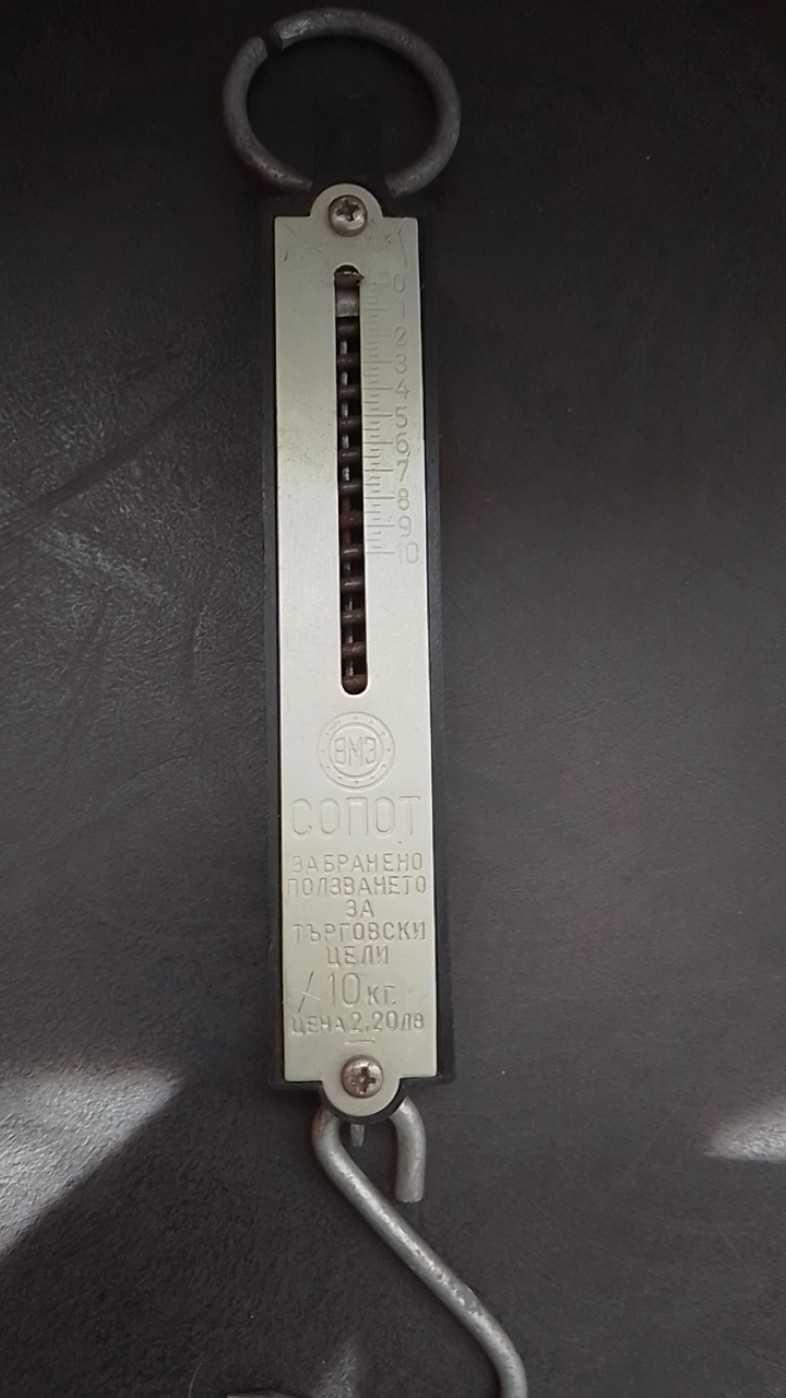 0
1
2
3
4
5
6
7
8
9
10
ВМЗ
СОПОТ
ЗАБРАНЕНО
ПОЛЗВАНЕТО
ЗА
ТЪРГОВСКИ
ЦЕЛИ
10 КГ.
ЦЕНА 2,20 ЛВ